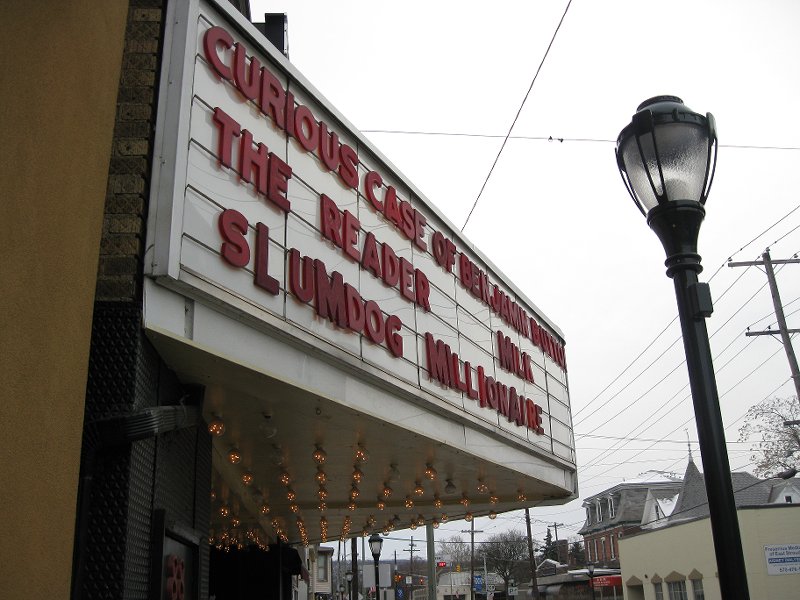 CURIOUS CASE OF BENJAMIN BUTTON
THE READER MILK
SLUMDOG MILLIONAIRE